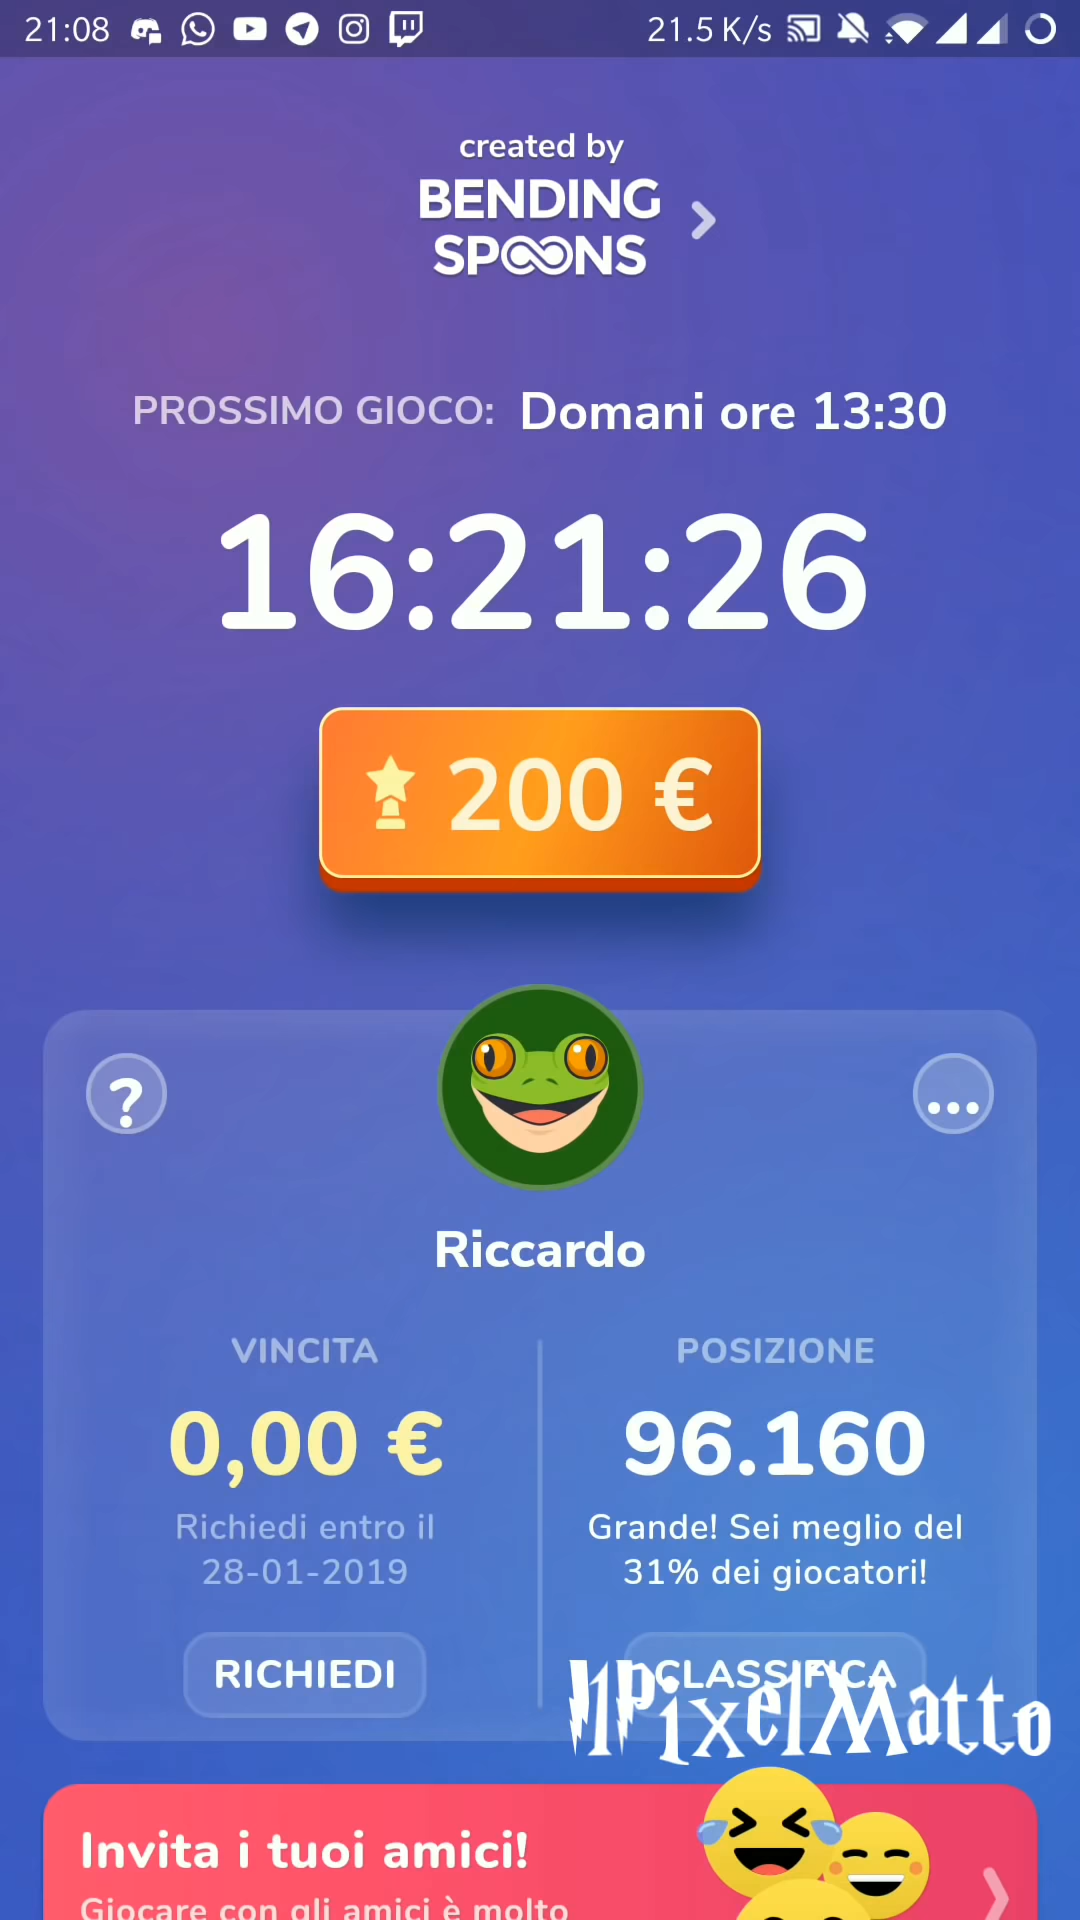 21:08 21.5 K/s
created by
BENDING
SPOONS
PROSSIMO GIOCO: Domani ore 13:30
16:21:26
200 €
?
...
Riccardo
VINCITA
0,00 €
Richiedi entro il
28-01-2019
RICHIEDI
POSIZIONE
96.160
Grande! Sei meglio del
31% dei giocatori!
CLASSIFICA
IlPixelMatto
Invita i tuoi amici!
Giocare con gli amici è molto